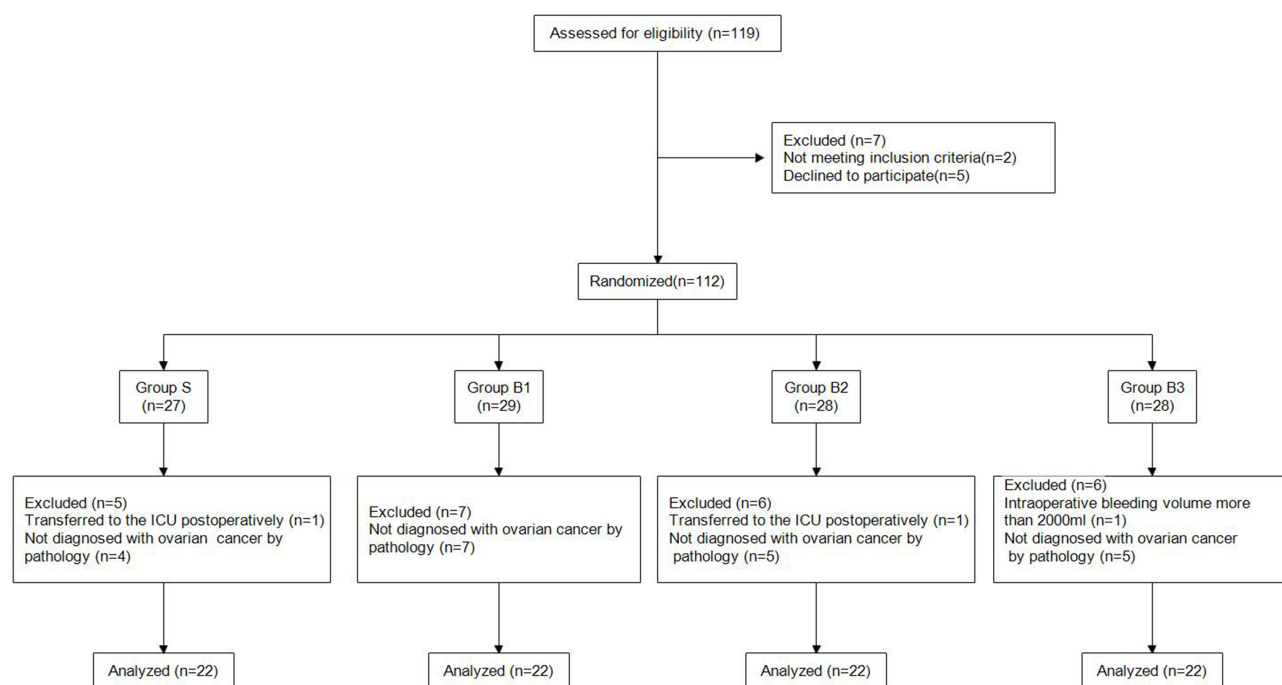 Assessed for eligibility (n=119)
Excluded (n=7)
Not meeting inclusion criteria(n=2)
Declined to participate(n=5)
Randomized(n=112)
Group S
(n=27)
Group B1
(n=29)
Group B2
(n=28)
Group B3
(n=28)
Excluded (n=5)
Transferred to the ICU postoperatively (n=1)
Not diagnosed with ovarian cancer by
pathology (n=4)
Excluded (n=7)
Not diagnosed with ovarian cancer by
pathology (n=7)
Excluded (n=6)
Transferred to the ICU postoperatively (n=1)
Not diagnosed with ovarian cancer by
pathology (n=5)
Excluded (n=6)
Intraoperative bleeding volume more
than 2000ml (n=1)
Not diagnosed with ovarian cancer
by pathology (n=5)
Analyzed (n=22)
Analyzed (n=22)
Analyzed (n=22)
Analyzed (n=22)